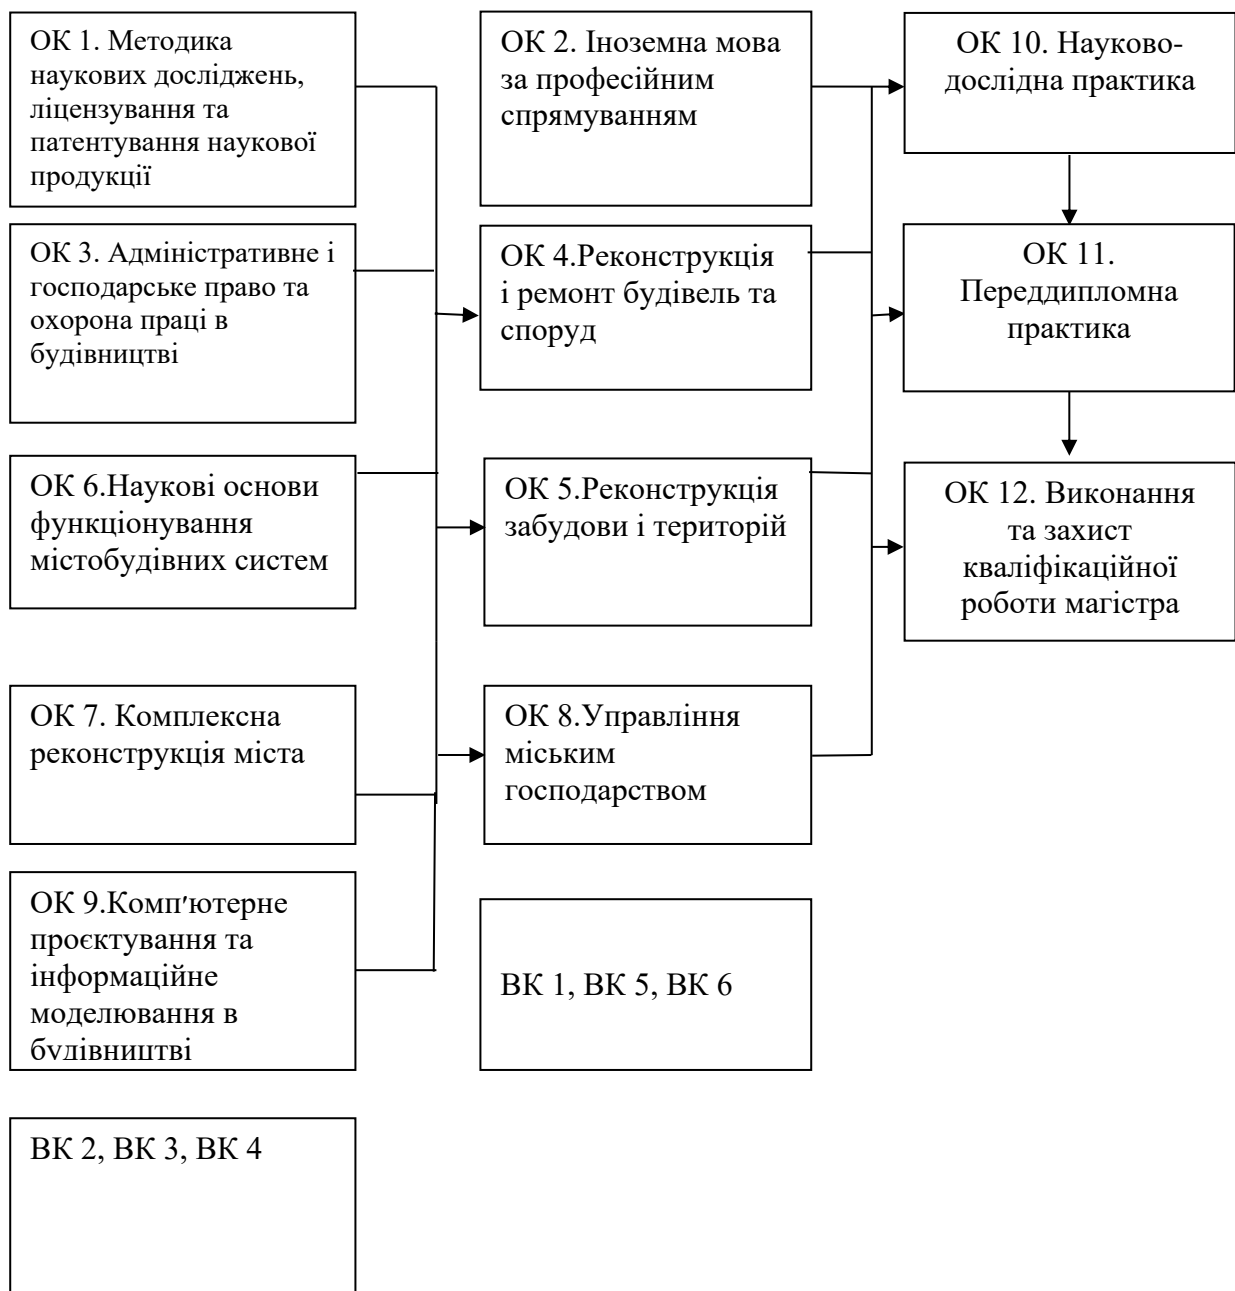 ОК 1. Методика
наукових досліджень,
ліцензування та
патентування наукової
продукції
ОК 2. Іноземна мова
за професійним
спрямуванням
ОК 10. Науково-
дослідна практика
ОК 3. Адміністративне і
господарське право та
охорона праці в
будівництві
ОК 4.Реконструкція
і ремонт будівель та
споруд
ОК 11.
Переддипломна
практика
ОК 6.Наукові основи
функціонування
містобудівних систем
ОК 5.Реконструкція
забудови і територій
ОК 12. Виконання
та захист
кваліфікаційної
роботи магістра
ОК 7. Комплексна
реконструкція міста
ОК 8.Управління
міським
господарством
ОК 9.Комп'ютерне
проєктування та
інформаційне
моделювання в
будівництві
ВК 1, ВК 5, ВК 6
ВК 2, ВК 3, ВК 4